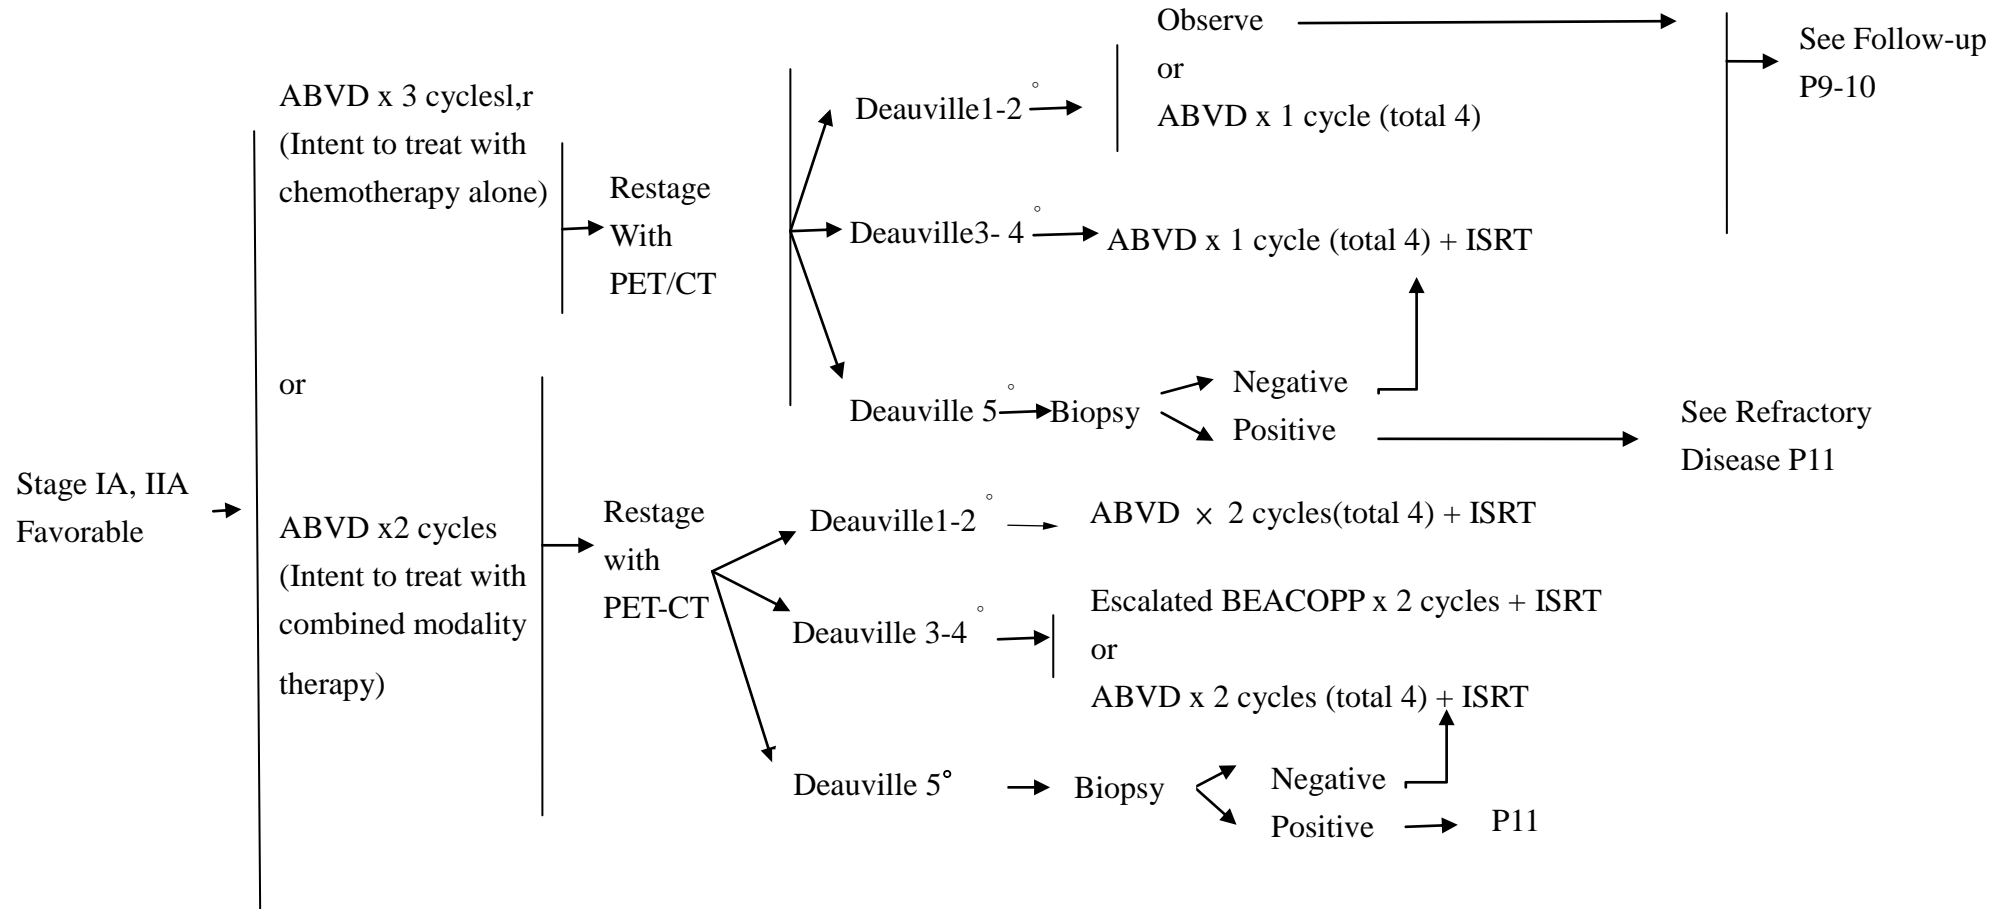 Observe
or
ABVD x 1 cycle (total 4)
See Follow-up
P9-10
ABVD x 3 cyclesl,r
(Intent to treat with
chemotherapy alone)
Restage
With
PET/CT
Deauville1-2°
Deauville3- 4°
ABVD x 1 cycle (total 4) + ISRT
Deauville 5°
Biopsy
Negative
Positive
See Refractory
Disease P11
or
Stage IA, IIA
Favorable
ABVD x2 cycles
(Intent to treat with
combined modality
therapy)
Restage
with
PET-CT
Deauville1-2°
ABVD × 2 cycles(total 4) + ISRT
Deauville 3-4°
Escalated BEACOPP x 2 cycles + ISRT
or
ABVD x 2 cycles (total 4) + ISRT
Deauville 5°
Biopsy
Negative
Positive
P11